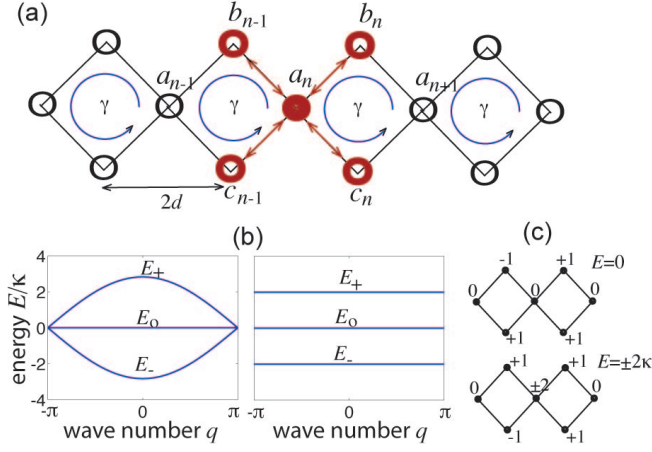 (a)
b_{n-1}
b_n
a_{n-1}
a_n
a_{n+1}
γ
γ
γ
γ
2d
c_{n-1}
c_n
(b)
energy E/κ
4
2
0
-2
-4
E_+
E_o
E_-
-π
0
π
wave number q
E_+
E_o
E_-
-π
0
π
wave number q
(c)
-1
+1
E=0
0
0
0
+1
+1
+1
+1
E=±2κ
0
±2
0
-1
+1